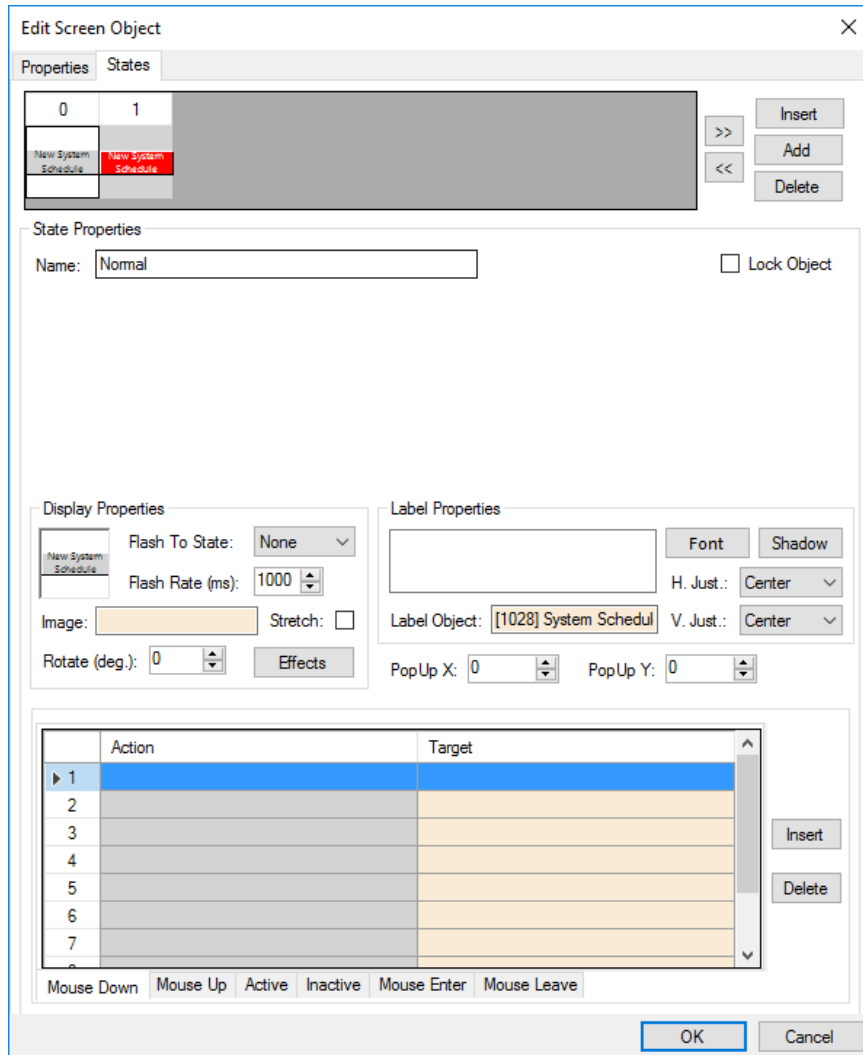 Edit Screen Object
Properties States
0 1
New System
Schedule
New System
Schedule
>>
<<
Insert
Add
Delete
State Properties
Name: Normal
Lock Object
Display Properties
New System
Schedule
Flash To State: None
Flash Rate (ms): 1000
Image:
Stretch:
Rotate (deg.): 0
Effects
Label Properties
Font Shadow
H. Just.: Center
Label Object: [1028] System Schedul
V. Just.: Center
PopUp X: 0
PopUp Y: 0
Action Target
1
2
3
4
5
6
7
Insert
Delete
Mouse Down Mouse Up Active Inactive Mouse Enter Mouse Leave
OK Cancel